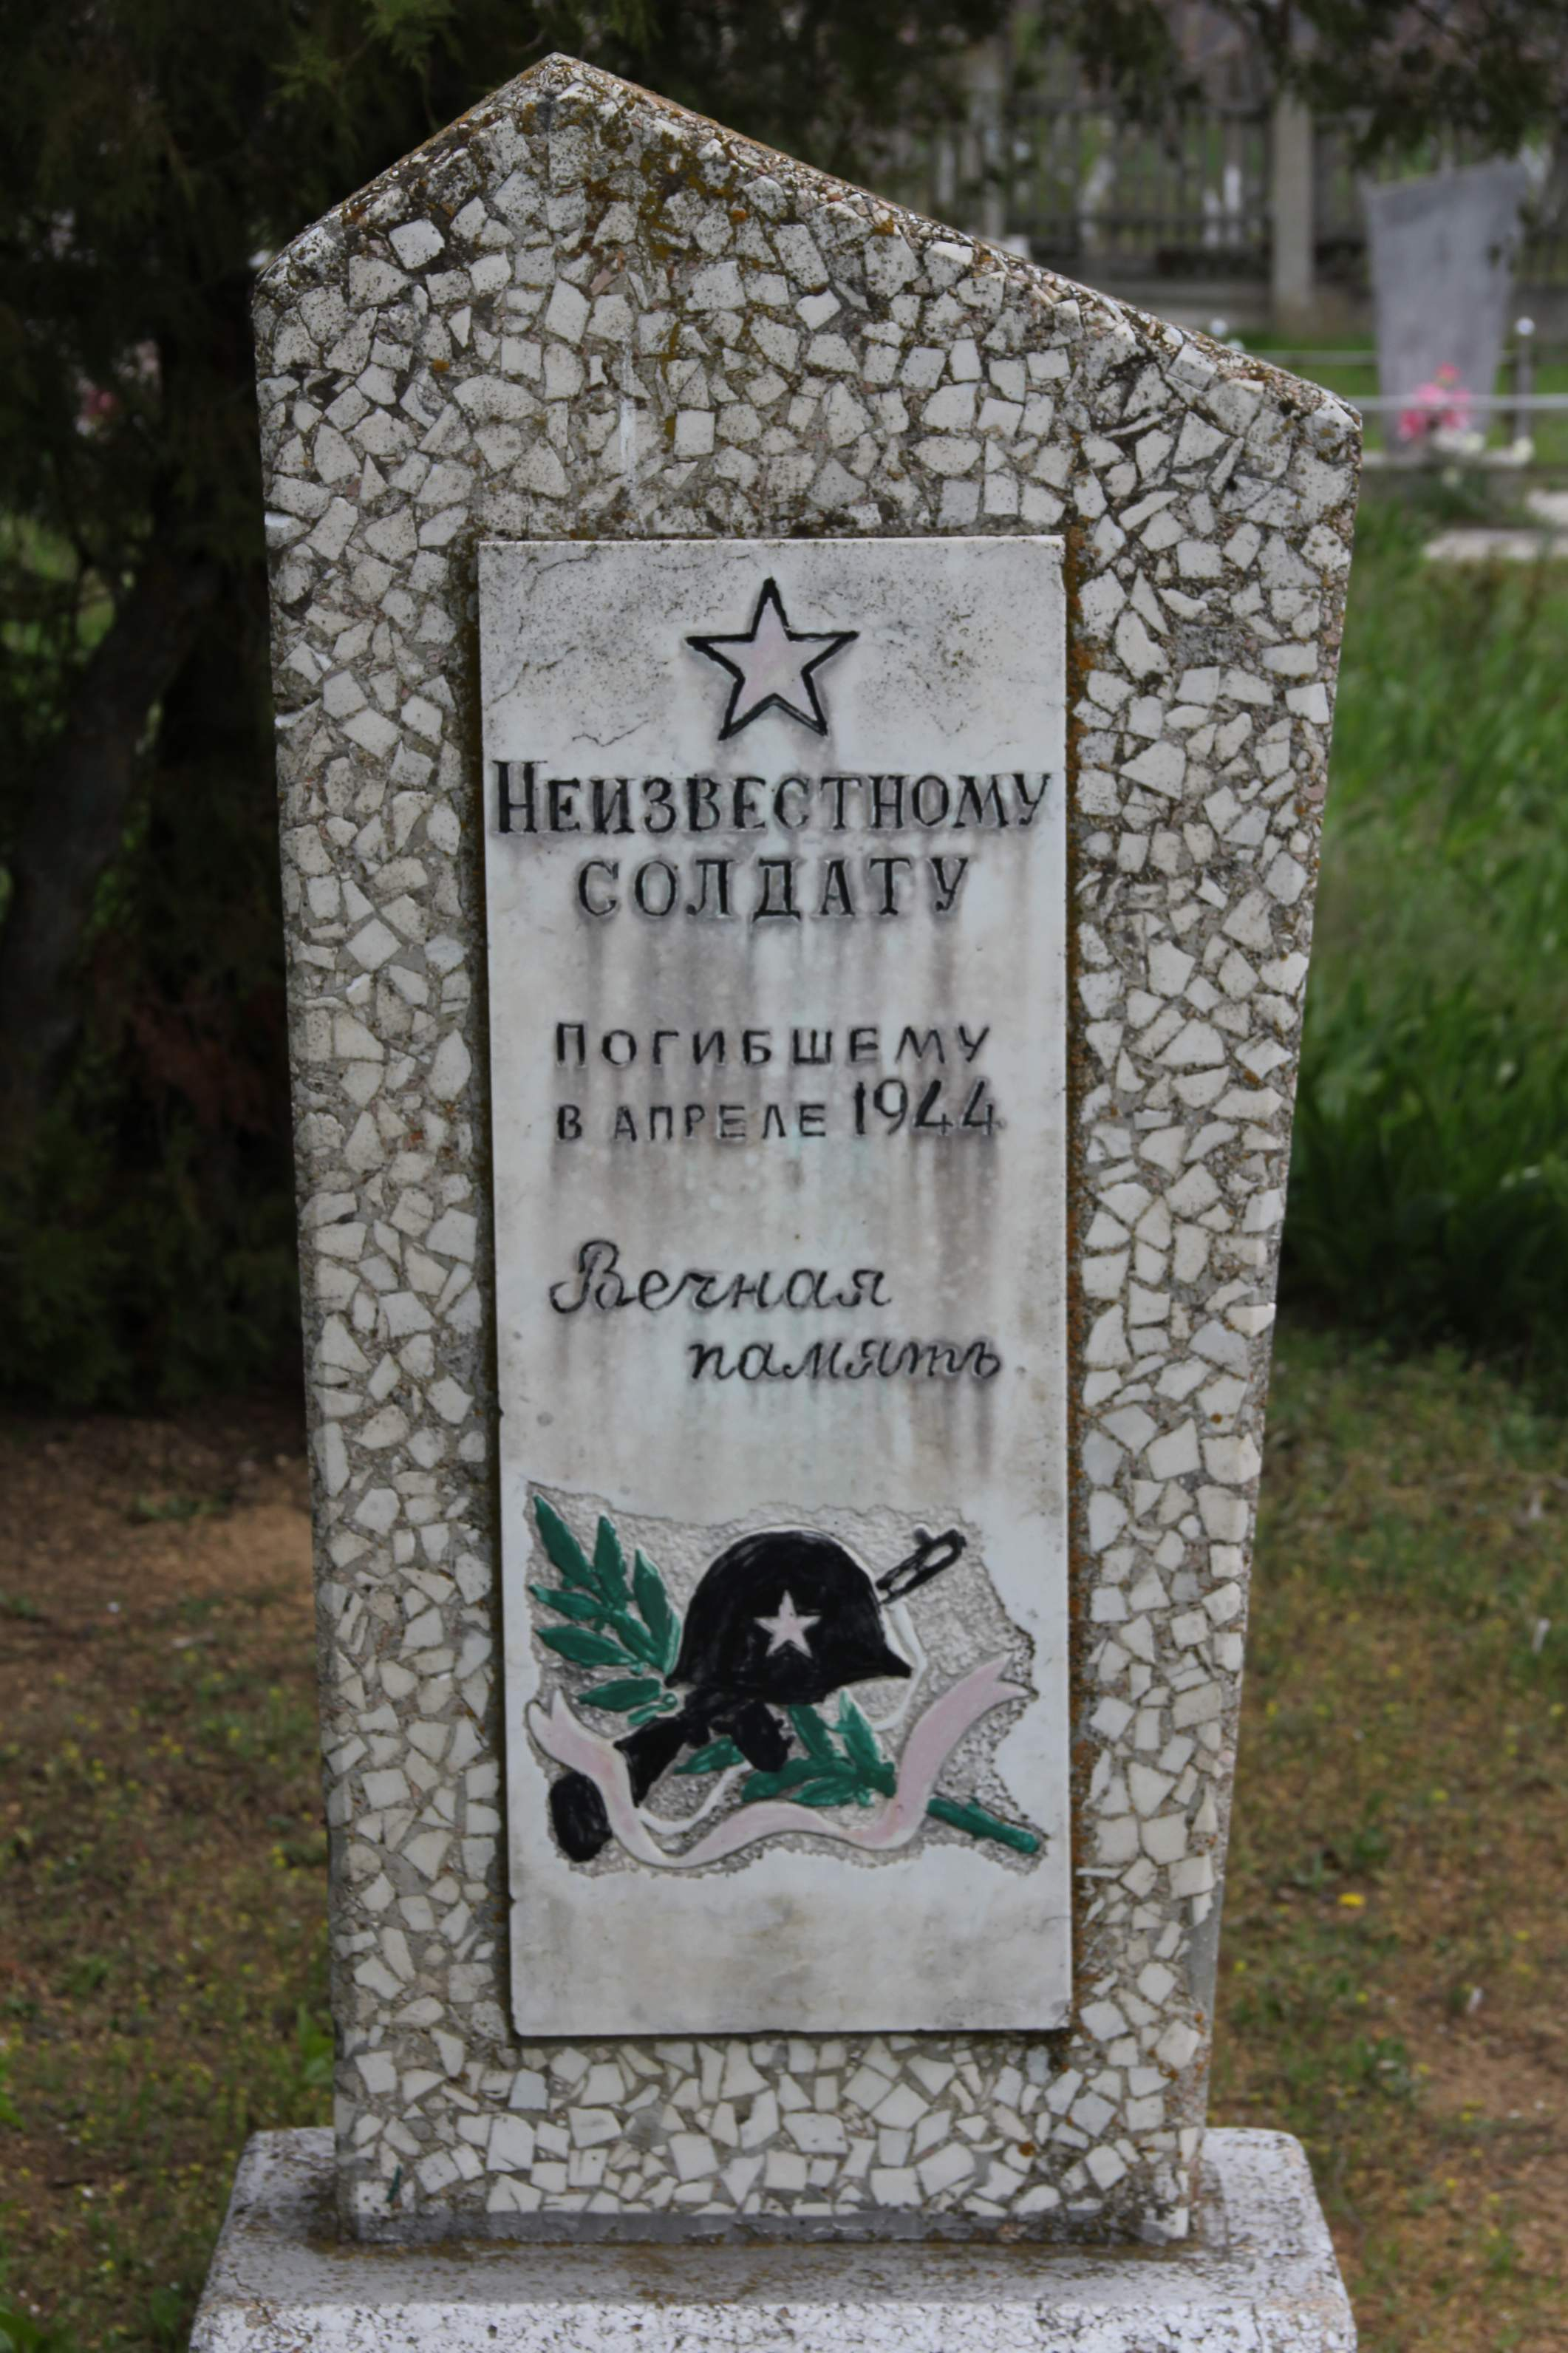 Неизвестному
солдату
Погибшему
в апреле 1944
Вечная
память